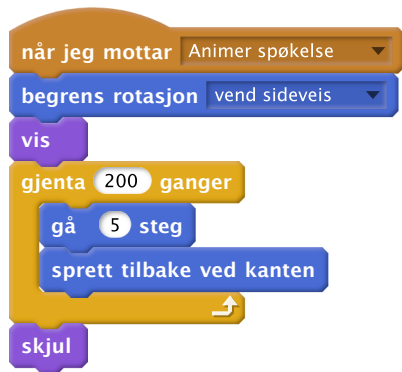 når jeg mottar Animer spøkelse
begrens rotasjon vend sideveis
vis
gjenta 200 ganger
gå 5 steg
sprett tilbake ved kanten
skjul